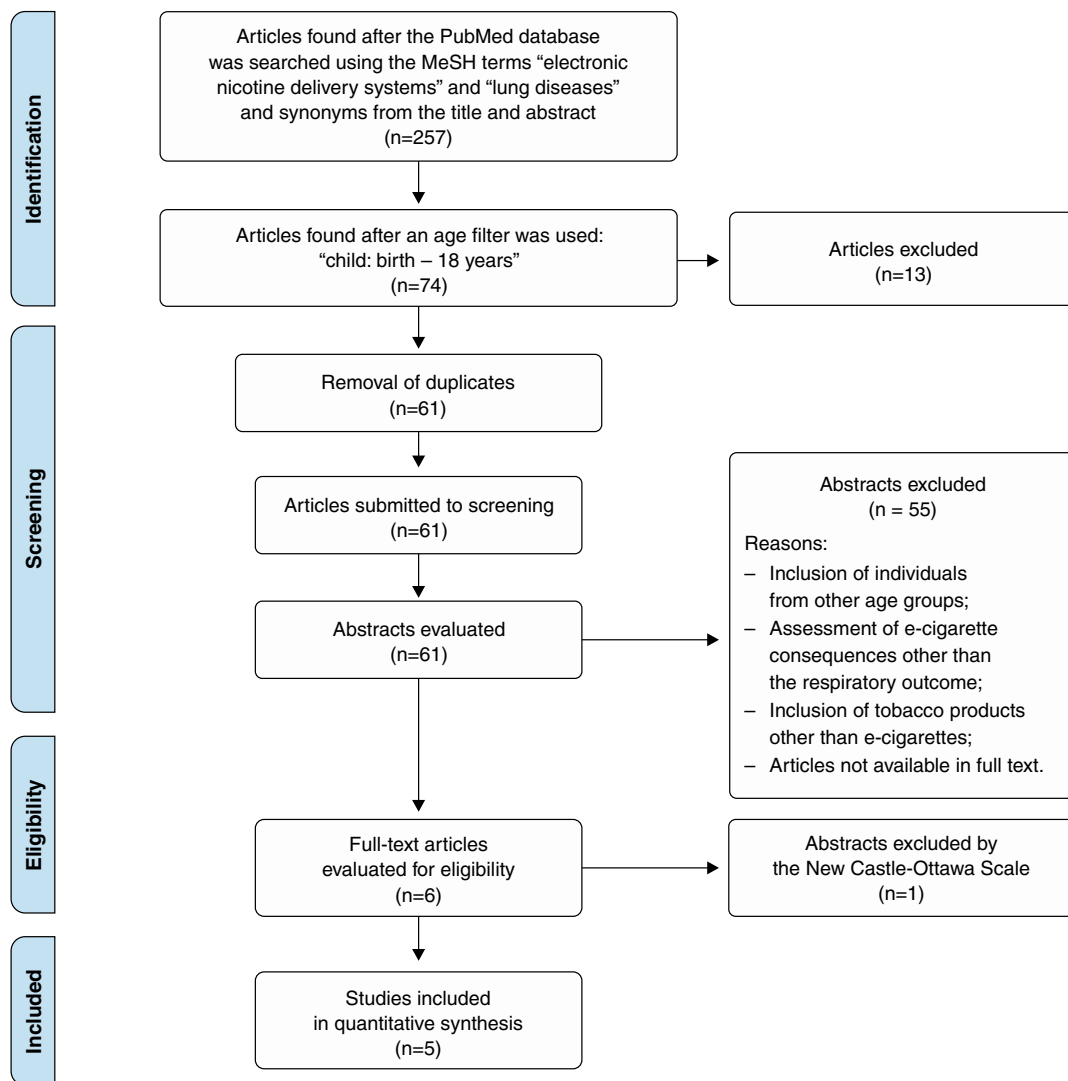 Identification
Articles found after the PubMed database
was searched using the MeSH terms “electronic
nicotine delivery systems” and “lung diseases”
and synonyms from the title and abstract
(n=257)
Articles found after an age filter was used:
“child: birth – 18 years”
(n=74)
Articles excluded
(n=13)
Screening
Removal of duplicates
(n=61)
Articles submitted to screening
(n=61)
Abstracts evaluated
(n=61)
Abstracts excluded
(n = 55)
Reasons:
– Inclusion of individuals
from other age groups;
– Assessment of e-cigarette
consequences other than
the respiratory outcome;
– Inclusion of tobacco products
other than e-cigarettes;
– Articles not available in full text.
Eligibility
Full-text articles
evaluated for eligibility
(n=6)
Abstracts excluded by
the New Castle-Ottawa Scale
(n=1)
Included
Studies included
in quantitative synthesis
(n=5)